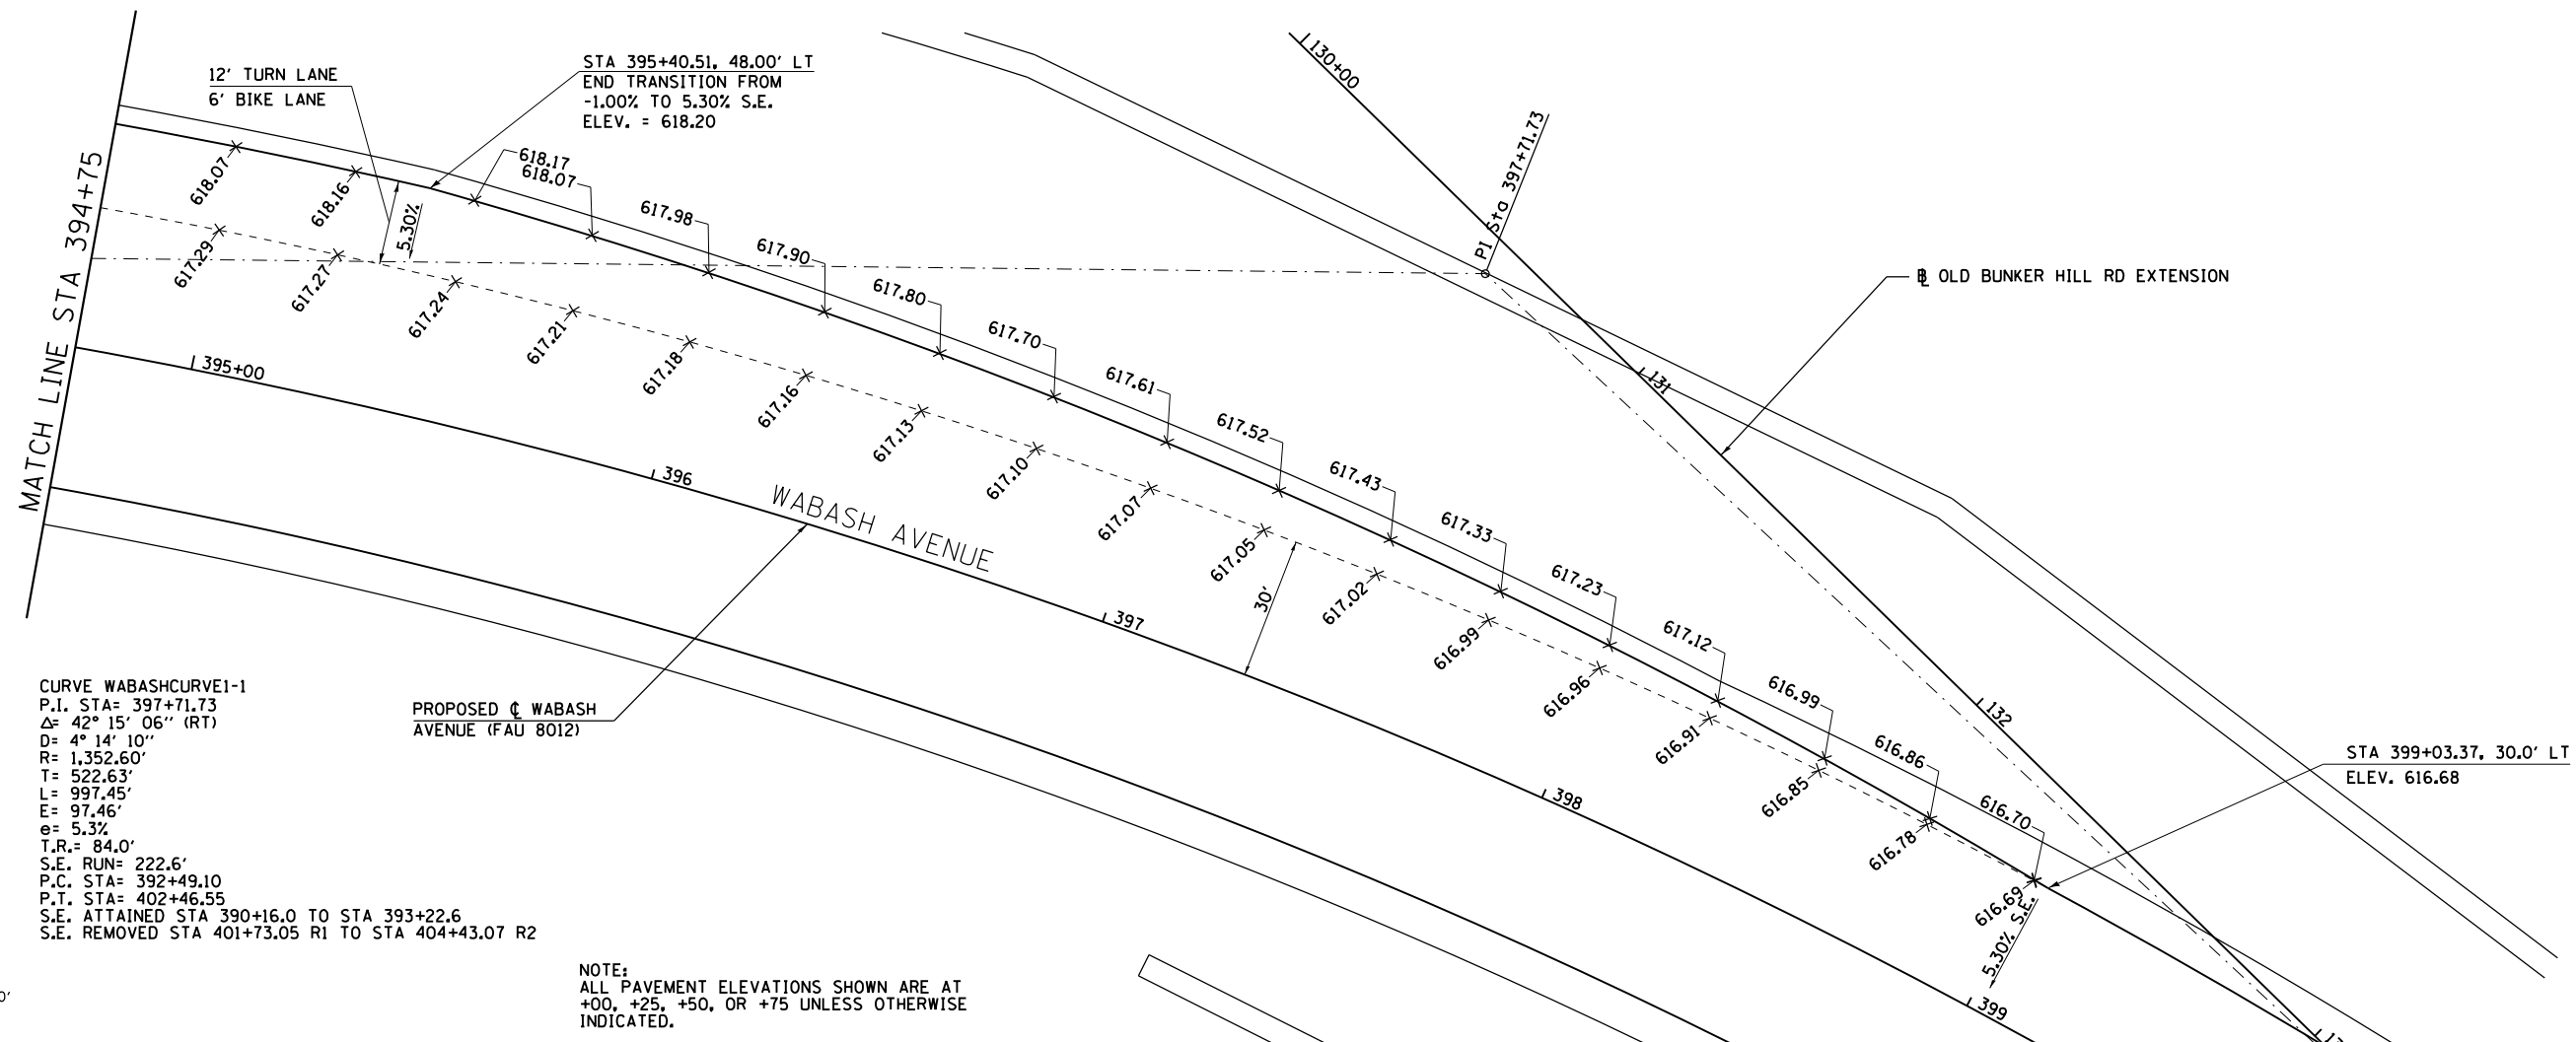 12' TURN LANE
6' BIKE LANE
STA 395+40.51, 48.00' LT
END TRANSITION FROM
-1.00% TO 5.30% S.E.
ELEV. = 618.20
130+00
PI Sta 397+71.73
MATCH LINE STA 394+75
618.07
618.16
618.17
618.07
617.98
617.90
617.80
617.70
617.61
617.52
617.43
617.33
617.23
617.12
616.99
616.86
616.70
5.30%
617.29
617.27
617.24
617.21
617.18
617.16
617.13
617.10
617.07
617.05
617.02
616.99
616.96
616.91
616.85
616.78
616.69
℄ OLD BUNKER HILL RD EXTENSION
131
132
395+00
396
WABASH AVENUE
397
30'
398
399
STA 399+03.37, 30.0' LT
ELEV. 616.68
5.30% S.E.
PROPOSED ℄ WABASH
AVENUE (FAU 8012)
CURVE WABASHCURVE1-1
P.I. STA= 397+71.73
Δ= 42° 15' 06'' (RT)
D= 4° 14' 10''
R= 1,352.60'
T= 522.63'
L= 997.45'
E= 97.46'
e= 5.3%
T.R.= 84.0'
S.E. RUN= 222.6'
P.C. STA= 392+49.10
P.T. STA= 402+46.55
S.E. ATTAINED STA 390+16.0 TO STA 393+22.6
S.E. REMOVED STA 401+73.05 R1 TO STA 404+43.07 R2
NOTE:
ALL PAVEMENT ELEVATIONS SHOWN ARE AT
+00, +25, +50, OR +75 UNLESS OTHERWISE
INDICATED.
0'